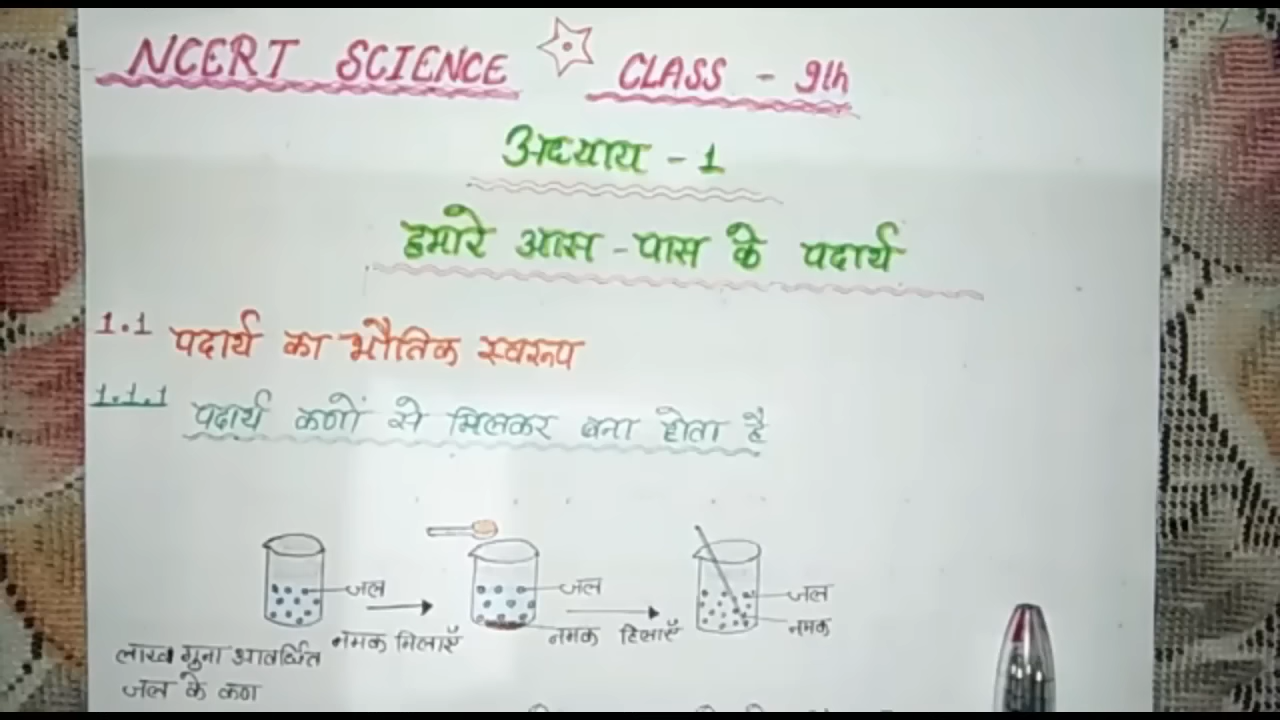 NCERT SCIENCE CLASS - 9th
अध्याय - 1
हमारे आस-पास के पदार्थ
1.1 पदार्थ का भौतिक स्वरूप
1.1.1 पदार्थ कणों से मिलकर बना होता है
जल जल जल
नमक मिलाएँ नमक हिलाएँ नमक
लाख गुना आवर्धित
जल के कण